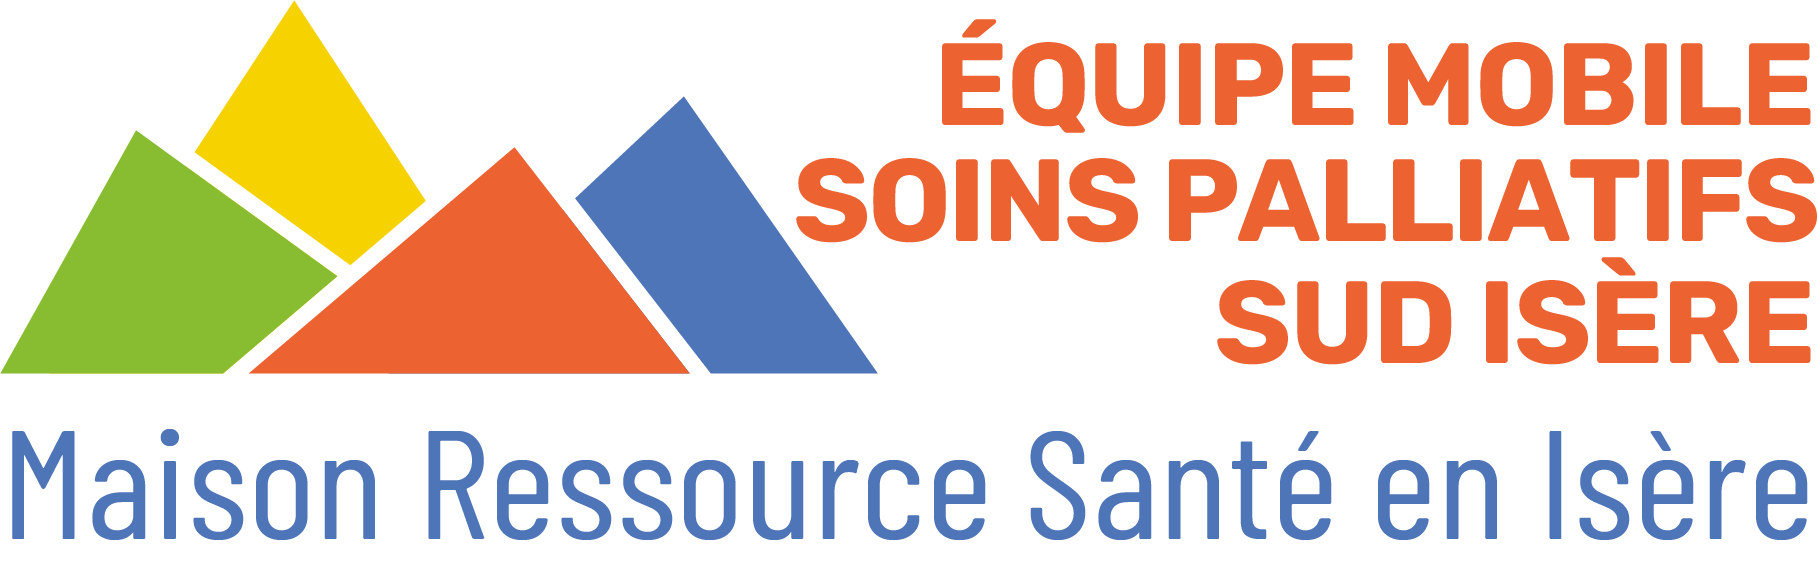 ÉQUIPE MOBILE
SOINS PALLIATIFS
SUD ISÈRE
Maison Ressource Santé en Isère